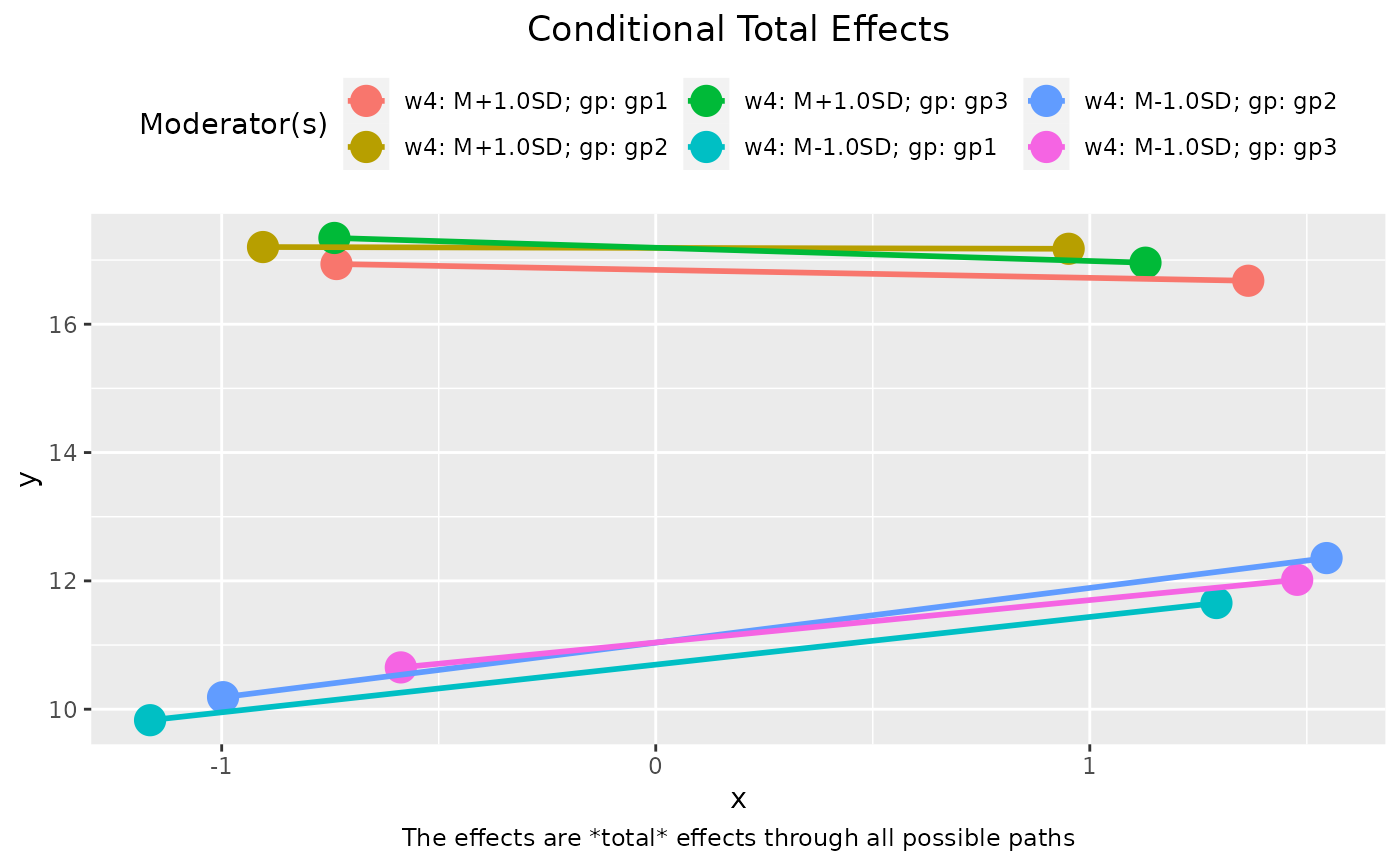 Conditional Total Effects
Moderator(s)
w4: M+1.0SD; gp: gp1
w4: M+1.0SD; gp: gp3
w4: M-1.0SD; gp: gp2
w4: M+1.0SD; gp: gp2
w4: M-1.0SD; gp: gp1
w4: M-1.0SD; gp: gp3
16
14
12
10
y
-1
0
1
x
The effects are *total* effects through all possible paths